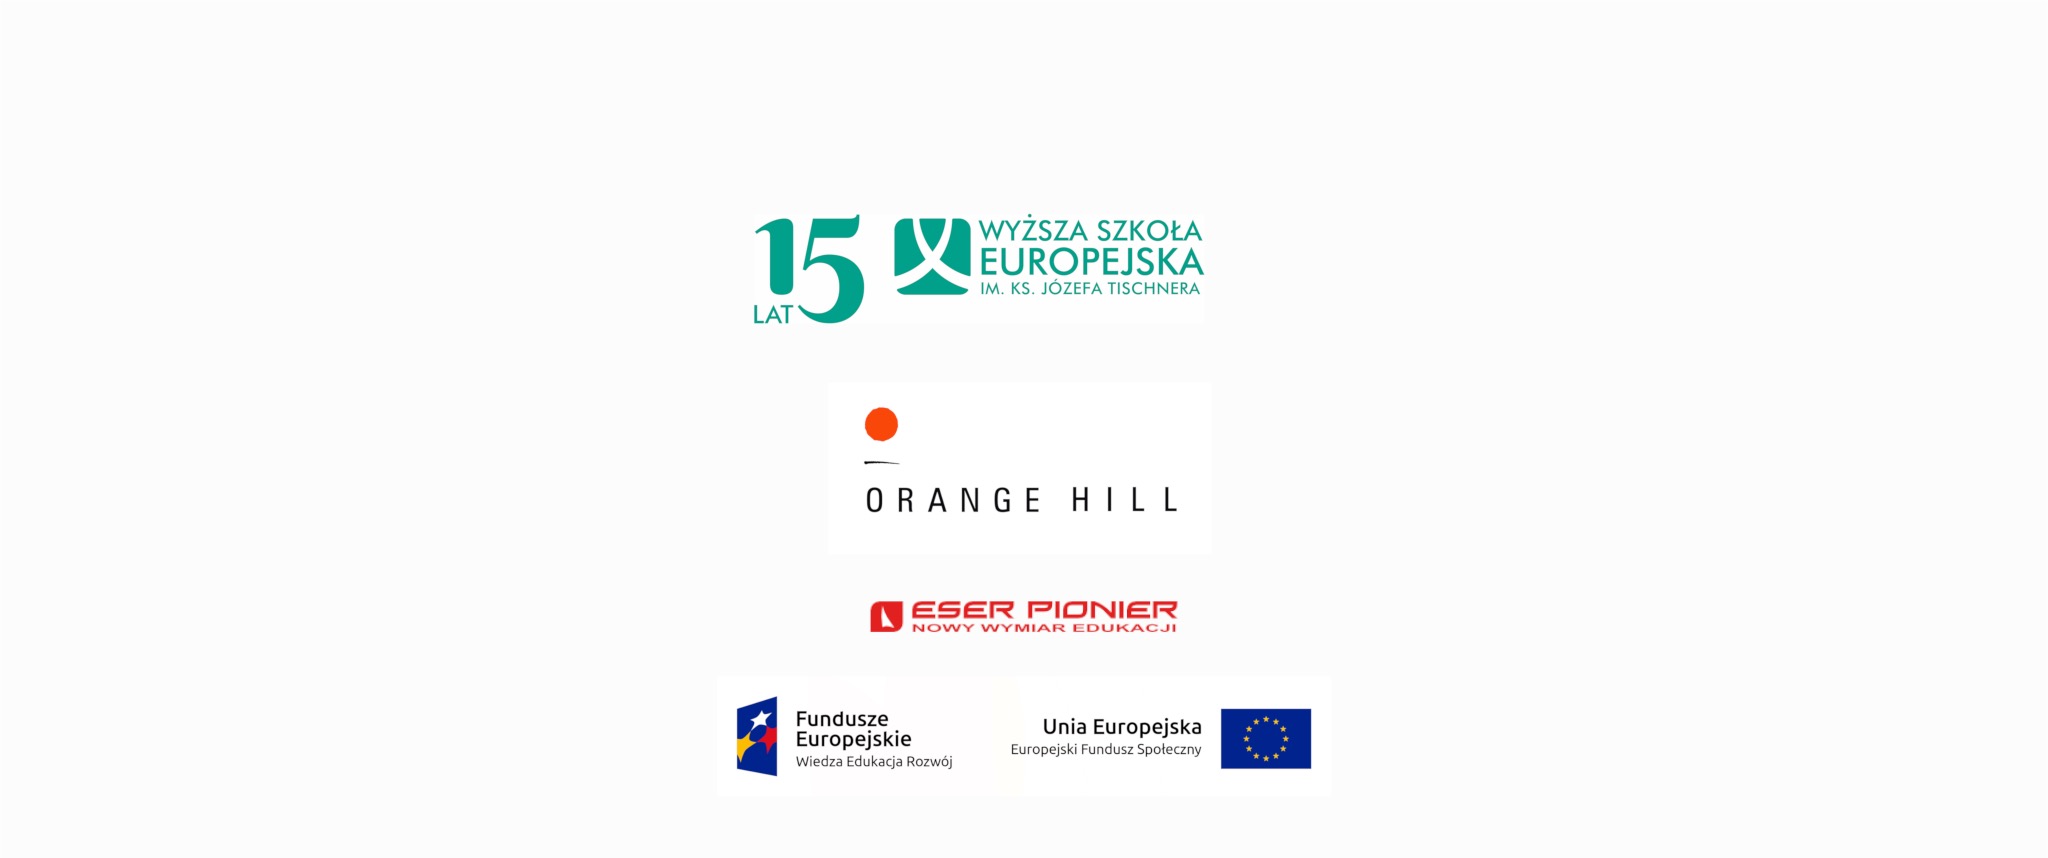 15
LAT
WYŻSZA SZKOŁA
EUROPEJSKA
IM. KS. JÓZEFA TISCHNERA
ORANGE HILL
ESER PIONIER
NOWY WYMIAR EDUKACJI
Fundusze
Europejskie
Wiedza Edukacja Rozwój
Unia Europejska
Europejski Fundusz Społeczny